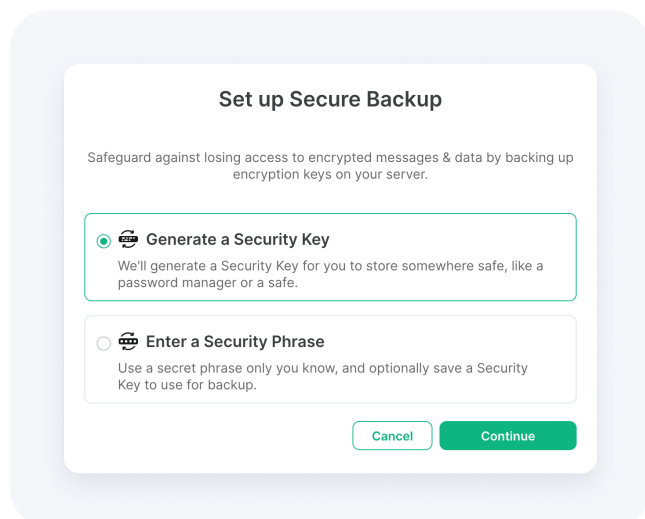 Set up Secure Backup
Safeguard against losing access to encrypted messages & data by backing up
encryption keys on your server.
Generate a Security Key
We'll generate a Security Key for you to store somewhere safe, like a
password manager or a safe.
Enter a Security Phrase
Use a secret phrase only you know, and optionally save a Security
Key to use for backup.
Cancel
Continue